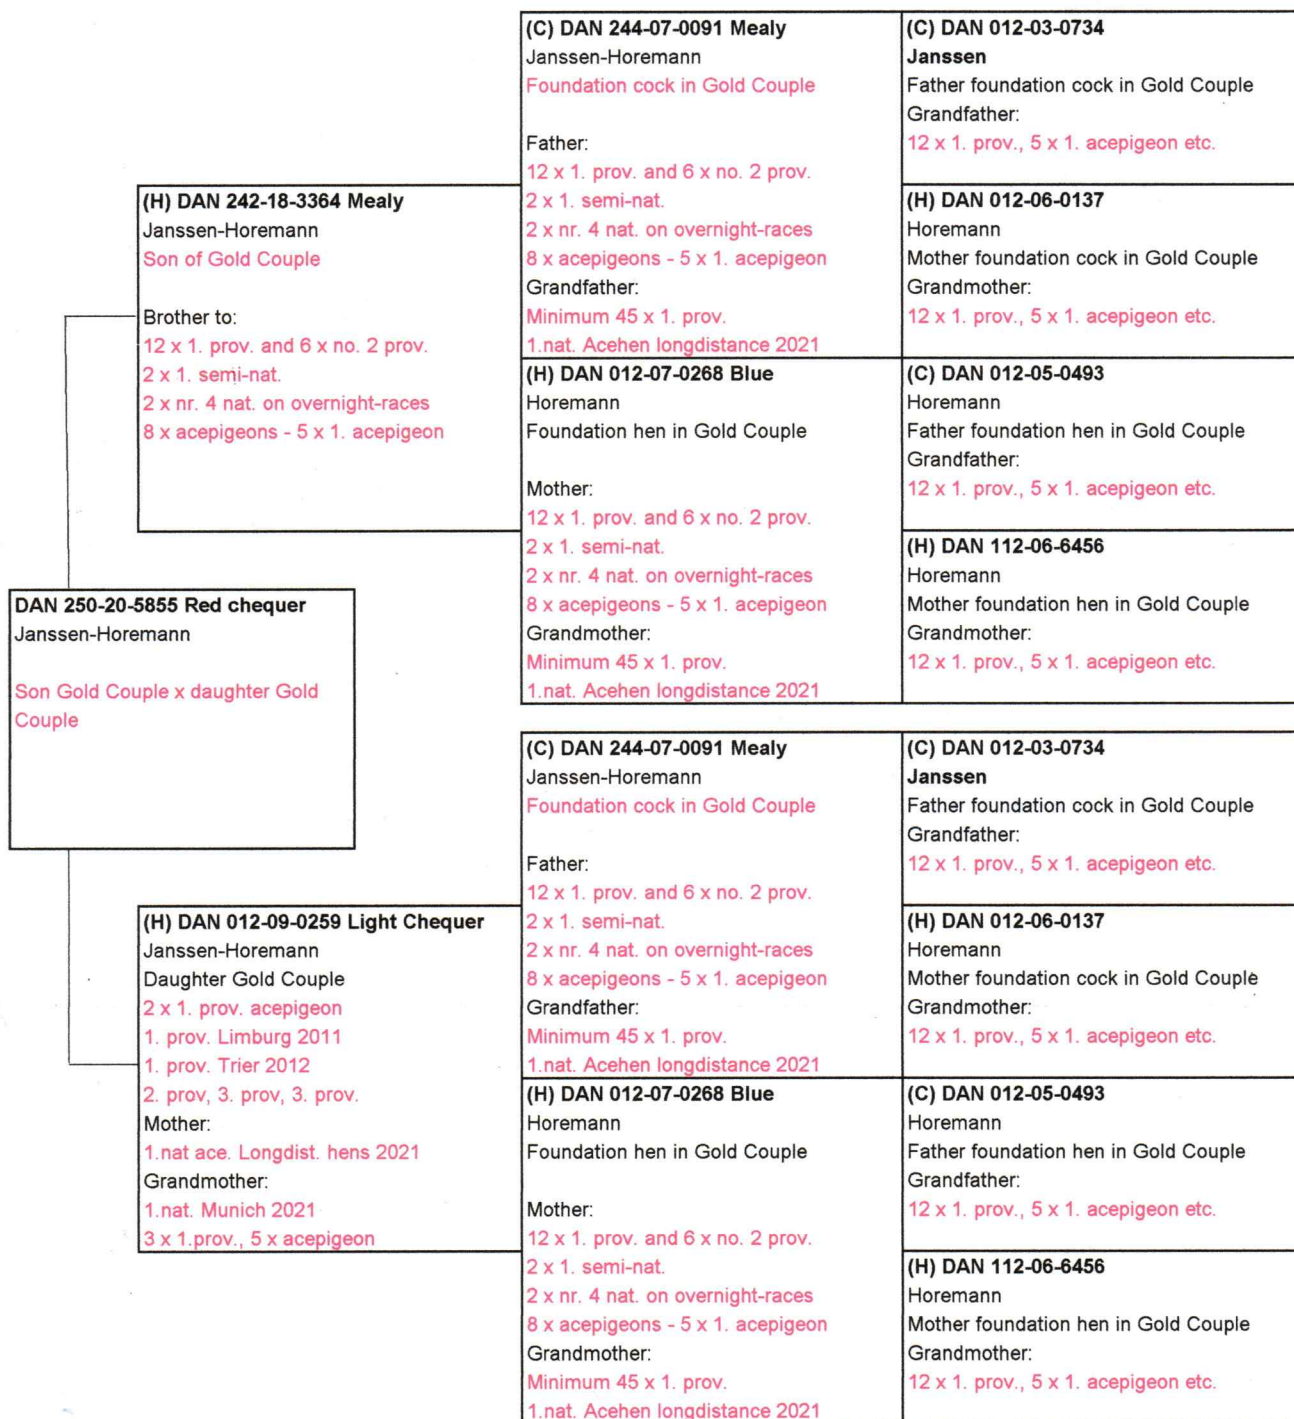 DAN 250-20-5855 Red chequer
Janssen-Horemann
Son Gold Couple x daughter Gold
Couple
(H) DAN 242-18-3364 Mealy
Janssen-Horemann
Son of Gold Couple
Brother to:
12 x 1. prov. and 6 x no. 2 prov.
2 x 1. semi-nat.
2 x nr. 4 nat. on overnight-races
8 x acepigeons - 5 x 1. acepigeon
(H) DAN 012-09-0259 Light Chequer
Janssen-Horemann
Daughter Gold Couple
2 x 1. prov. acepigeon
1. prov. Limburg 2011
1. prov. Trier 2012
2. prov, 3. prov, 3. prov.
Mother:
1.nat ace. Longdist. hens 2021
Grandmother:
1.nat. Munich 2021
3 x 1.prov., 5 x acepigeon
(C) DAN 244-07-0091 Mealy
Janssen-Horemann
Foundation cock in Gold Couple
Father:
12 x 1. prov. and 6 x no. 2 prov.
2 x 1. semi-nat.
2 x nr. 4 nat. on overnight-races
8 x acepigeons - 5 x 1. acepigeon
Grandfather:
Minimum 45 x 1. prov.
1.nat. Acehen longdistance 2021
(H) DAN 012-07-0268 Blue
Horemann
Foundation hen in Gold Couple
Mother:
12 x 1. prov. and 6 x no. 2 prov.
2 x 1. semi-nat.
2 x nr. 4 nat. on overnight-races
8 x acepigeons - 5 x 1. acepigeon
Grandmother:
Minimum 45 x 1. prov.
1.nat. Acehen longdistance 2021
(C) DAN 244-07-0091 Mealy
Janssen-Horemann
Foundation cock in Gold Couple
Father:
12 x 1. prov. and 6 x no. 2 prov.
2 x 1. semi-nat.
2 x nr. 4 nat. on overnight-races
8 x acepigeons - 5 x 1. acepigeon
Grandfather:
Minimum 45 x 1. prov.
1.nat. Acehen longdistance 2021
(H) DAN 012-07-0268 Blue
Horemann
Foundation hen in Gold Couple
Mother:
12 x 1. prov. and 6 x no. 2 prov.
2 x 1. semi-nat.
2 x nr. 4 nat. on overnight-races
8 x acepigeons - 5 x 1. acepigeon
Grandmother:
Minimum 45 x 1. prov.
1.nat. Acehen longdistance 2021
(C) DAN 012-03-0734
Janssen
Father foundation cock in Gold Couple
Grandfather:
12 x 1. prov., 5 x 1. acepigeon etc.
(H) DAN 012-06-0137
Horemann
Mother foundation cock in Gold Couple
Grandmother:
12 x 1. prov., 5 x 1. acepigeon etc.
(C) DAN 012-05-0493
Horemann
Father foundation hen in Gold Couple
Grandfather:
12 x 1. prov., 5 x 1. acepigeon etc.
(H) DAN 112-06-6456
Horemann
Mother foundation hen in Gold Couple
Grandmother:
12 x 1. prov., 5 x 1. acepigeon etc.
(C) DAN 012-03-0734
Janssen
Father foundation cock in Gold Couple
Grandfather:
12 x 1. prov., 5 x 1. acepigeon etc.
(H) DAN 012-06-0137
Horemann
Mother foundation cock in Gold Couple
Grandmother:
12 x 1. prov., 5 x 1. acepigeon etc.
(C) DAN 012-05-0493
Horemann
Father foundation hen in Gold Couple
Grandfather:
12 x 1. prov., 5 x 1. acepigeon etc.
(H) DAN 112-06-6456
Horemann
Mother foundation hen in Gold Couple
Grandmother:
12 x 1. prov., 5 x 1. acepigeon etc.